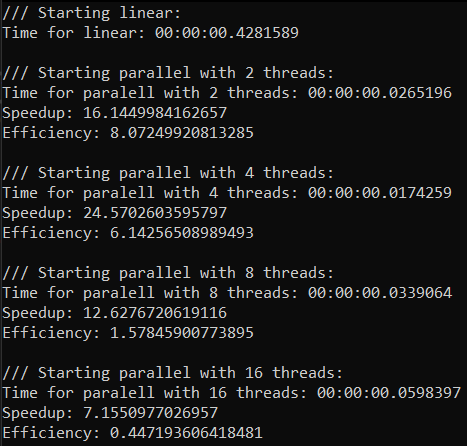 /// Starting linear:
Time for linear: 00:00:00.4281589
/// Starting parallel with 2 threads:
Time for paralell with 2 threads: 00:00:00.0265196
Speedup: 16.1449984162657
Efficiency: 8.07249920813285
/// Starting parallel with 4 threads:
Time for paralell with 4 threads: 00:00:00.0174259
Speedup: 24.5702603595797
Efficiency: 6.14256508989493
/// Starting parallel with 8 threads:
Time for paralell with 8 threads: 00:00:00.0339064
Speedup: 12.6276720619116
Efficiency: 1.57845900773895
/// Starting parallel with 16 threads:
Time for paralell with 16 threads: 00:00:00.0598397
Speedup: 7.1550977026957
Efficiency: 0.447193606418481